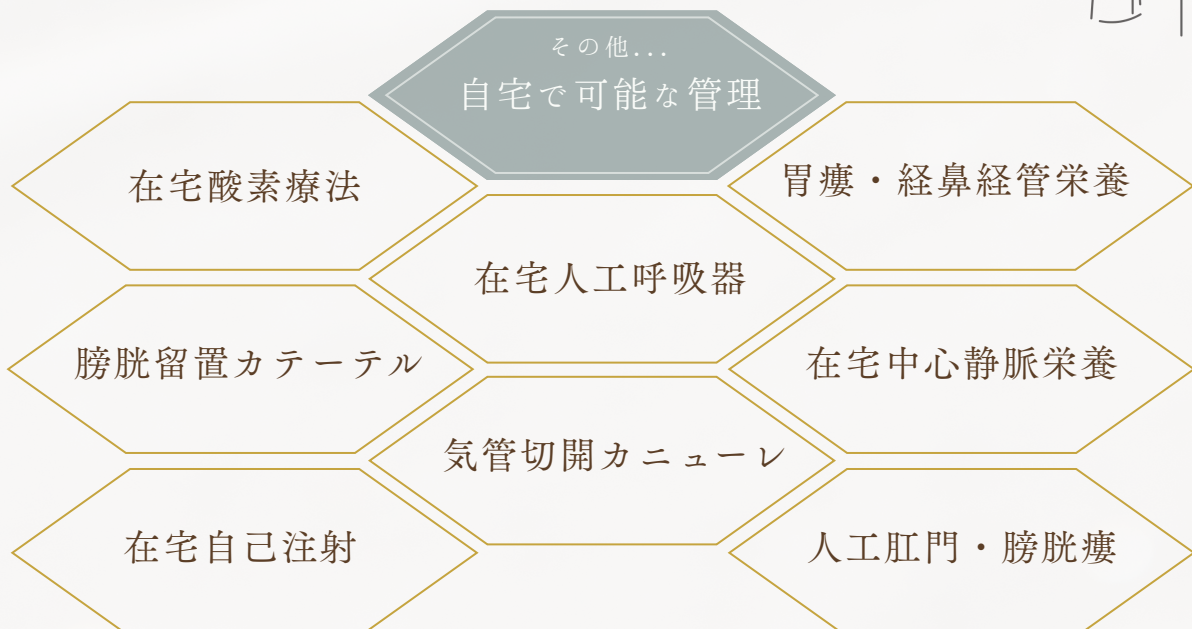 その他...
自宅で可能な管理
在宅酸素療法
胃瘻・経鼻経管栄養
在宅人工呼吸器
膀胱留置カテーテル
在宅中心静脈栄養
気管切開カニューレ
在宅自己注射
人工肛門・膀胱瘻